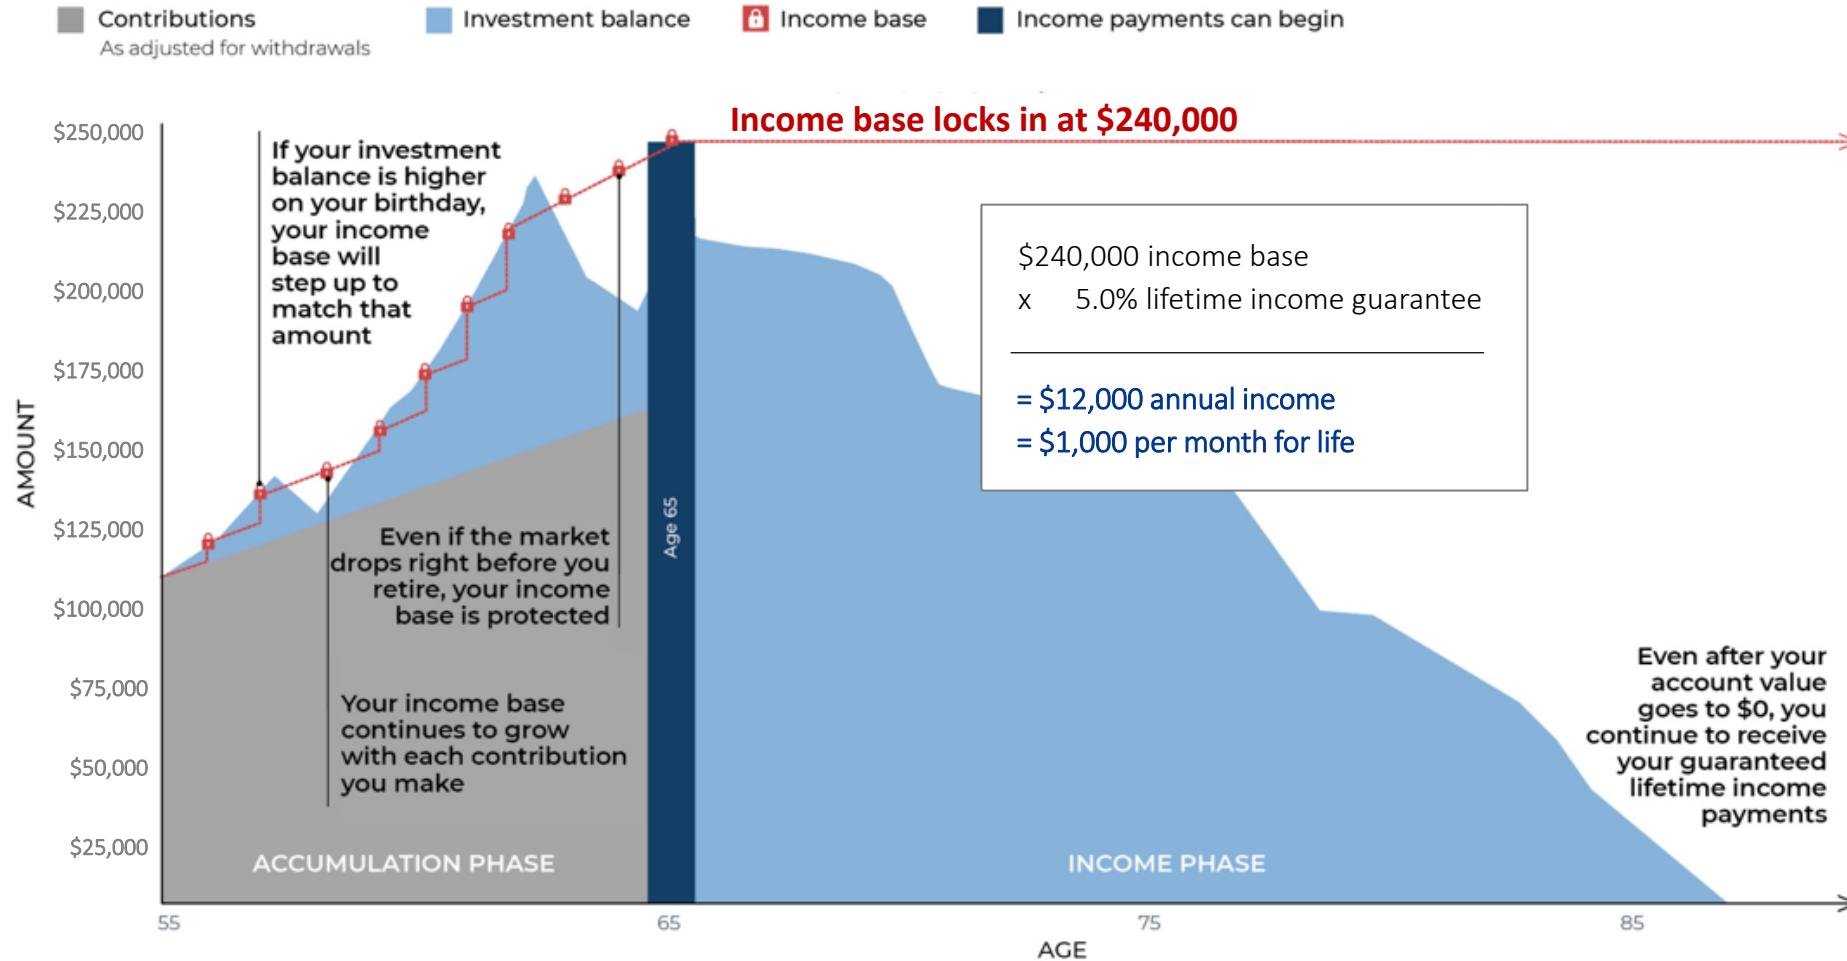 Contributions
As adjusted for withdrawals
Investment balance
Income base
Income payments can begin
Income base locks in at $240,000
$250,000
$225,000
$200,000
$175,000
$150,000
$125,000
$100,000
$75,000
$50,000
$25,000
AMOUNT
If your investment
balance is higher
on your birthday,
your income
base will
step up to
match that
amount
Even if the market
drops right before you
retire, your income
base is protected
Your income base
continues to grow
with each contribution
you make
ACCUMULATION PHASE
Age 65
$240,000 income base
x 5.0% lifetime income guarantee
= $12,000 annual income
= $1,000 per month for life
Even after your
account value
goes to $0, you
continue to receive
your guaranteed
lifetime income
payments
INCOME PHASE
55
65
75
85
AGE